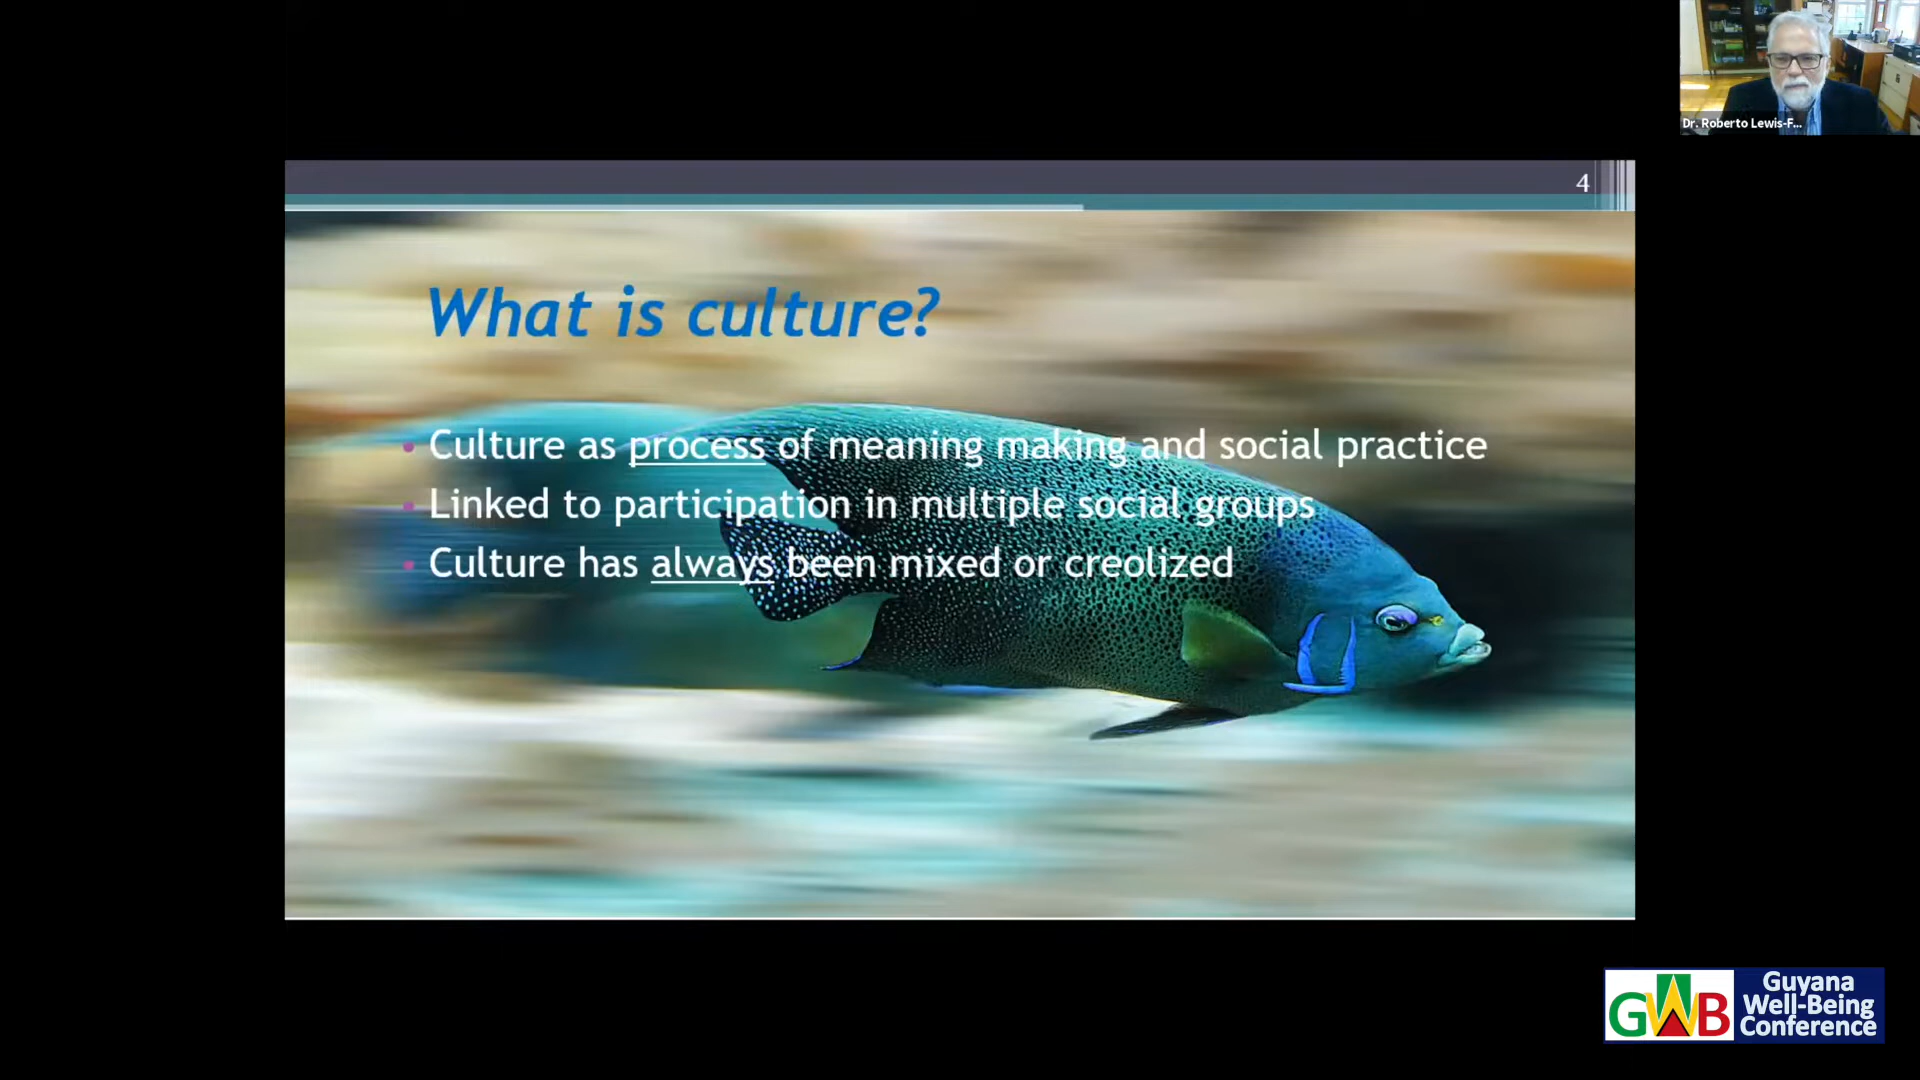 Dr. Roberto Lewis-F...
4
What is culture?
• Culture as process of meaning making and social practice
• Linked to participation in multiple social groups
• Culture has always been mixed or creolized
GWB
Guyana
Well-Being
Conference